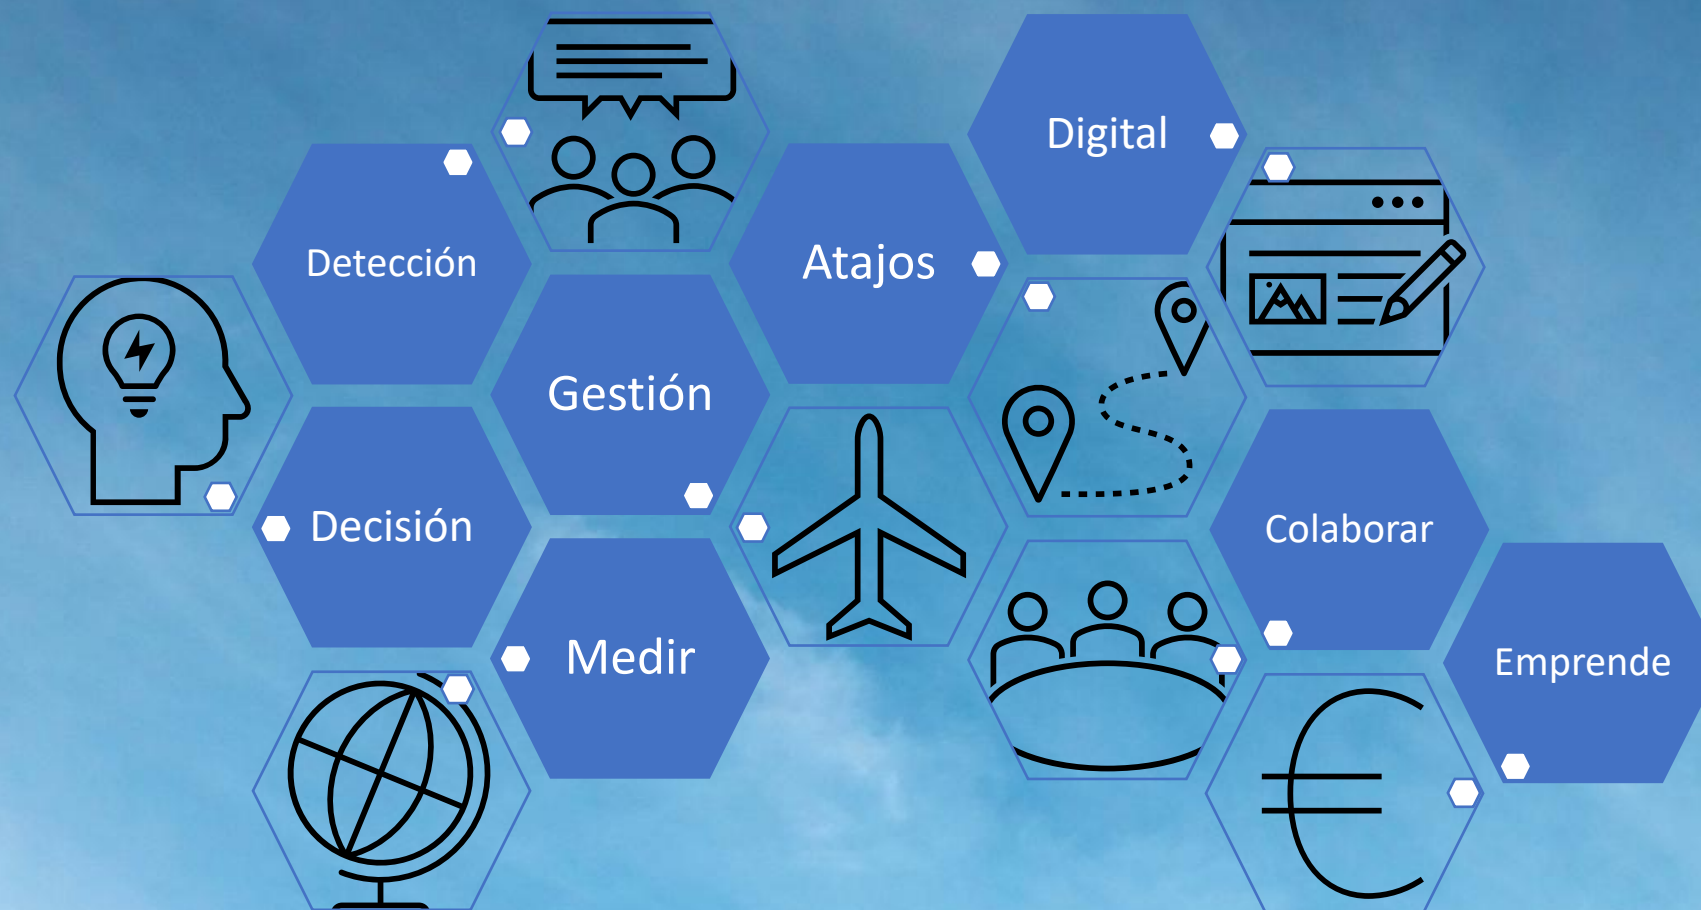 Digital
Detección
Atajos
Gestión
Decisión
Colaborar
Medir
Emprende